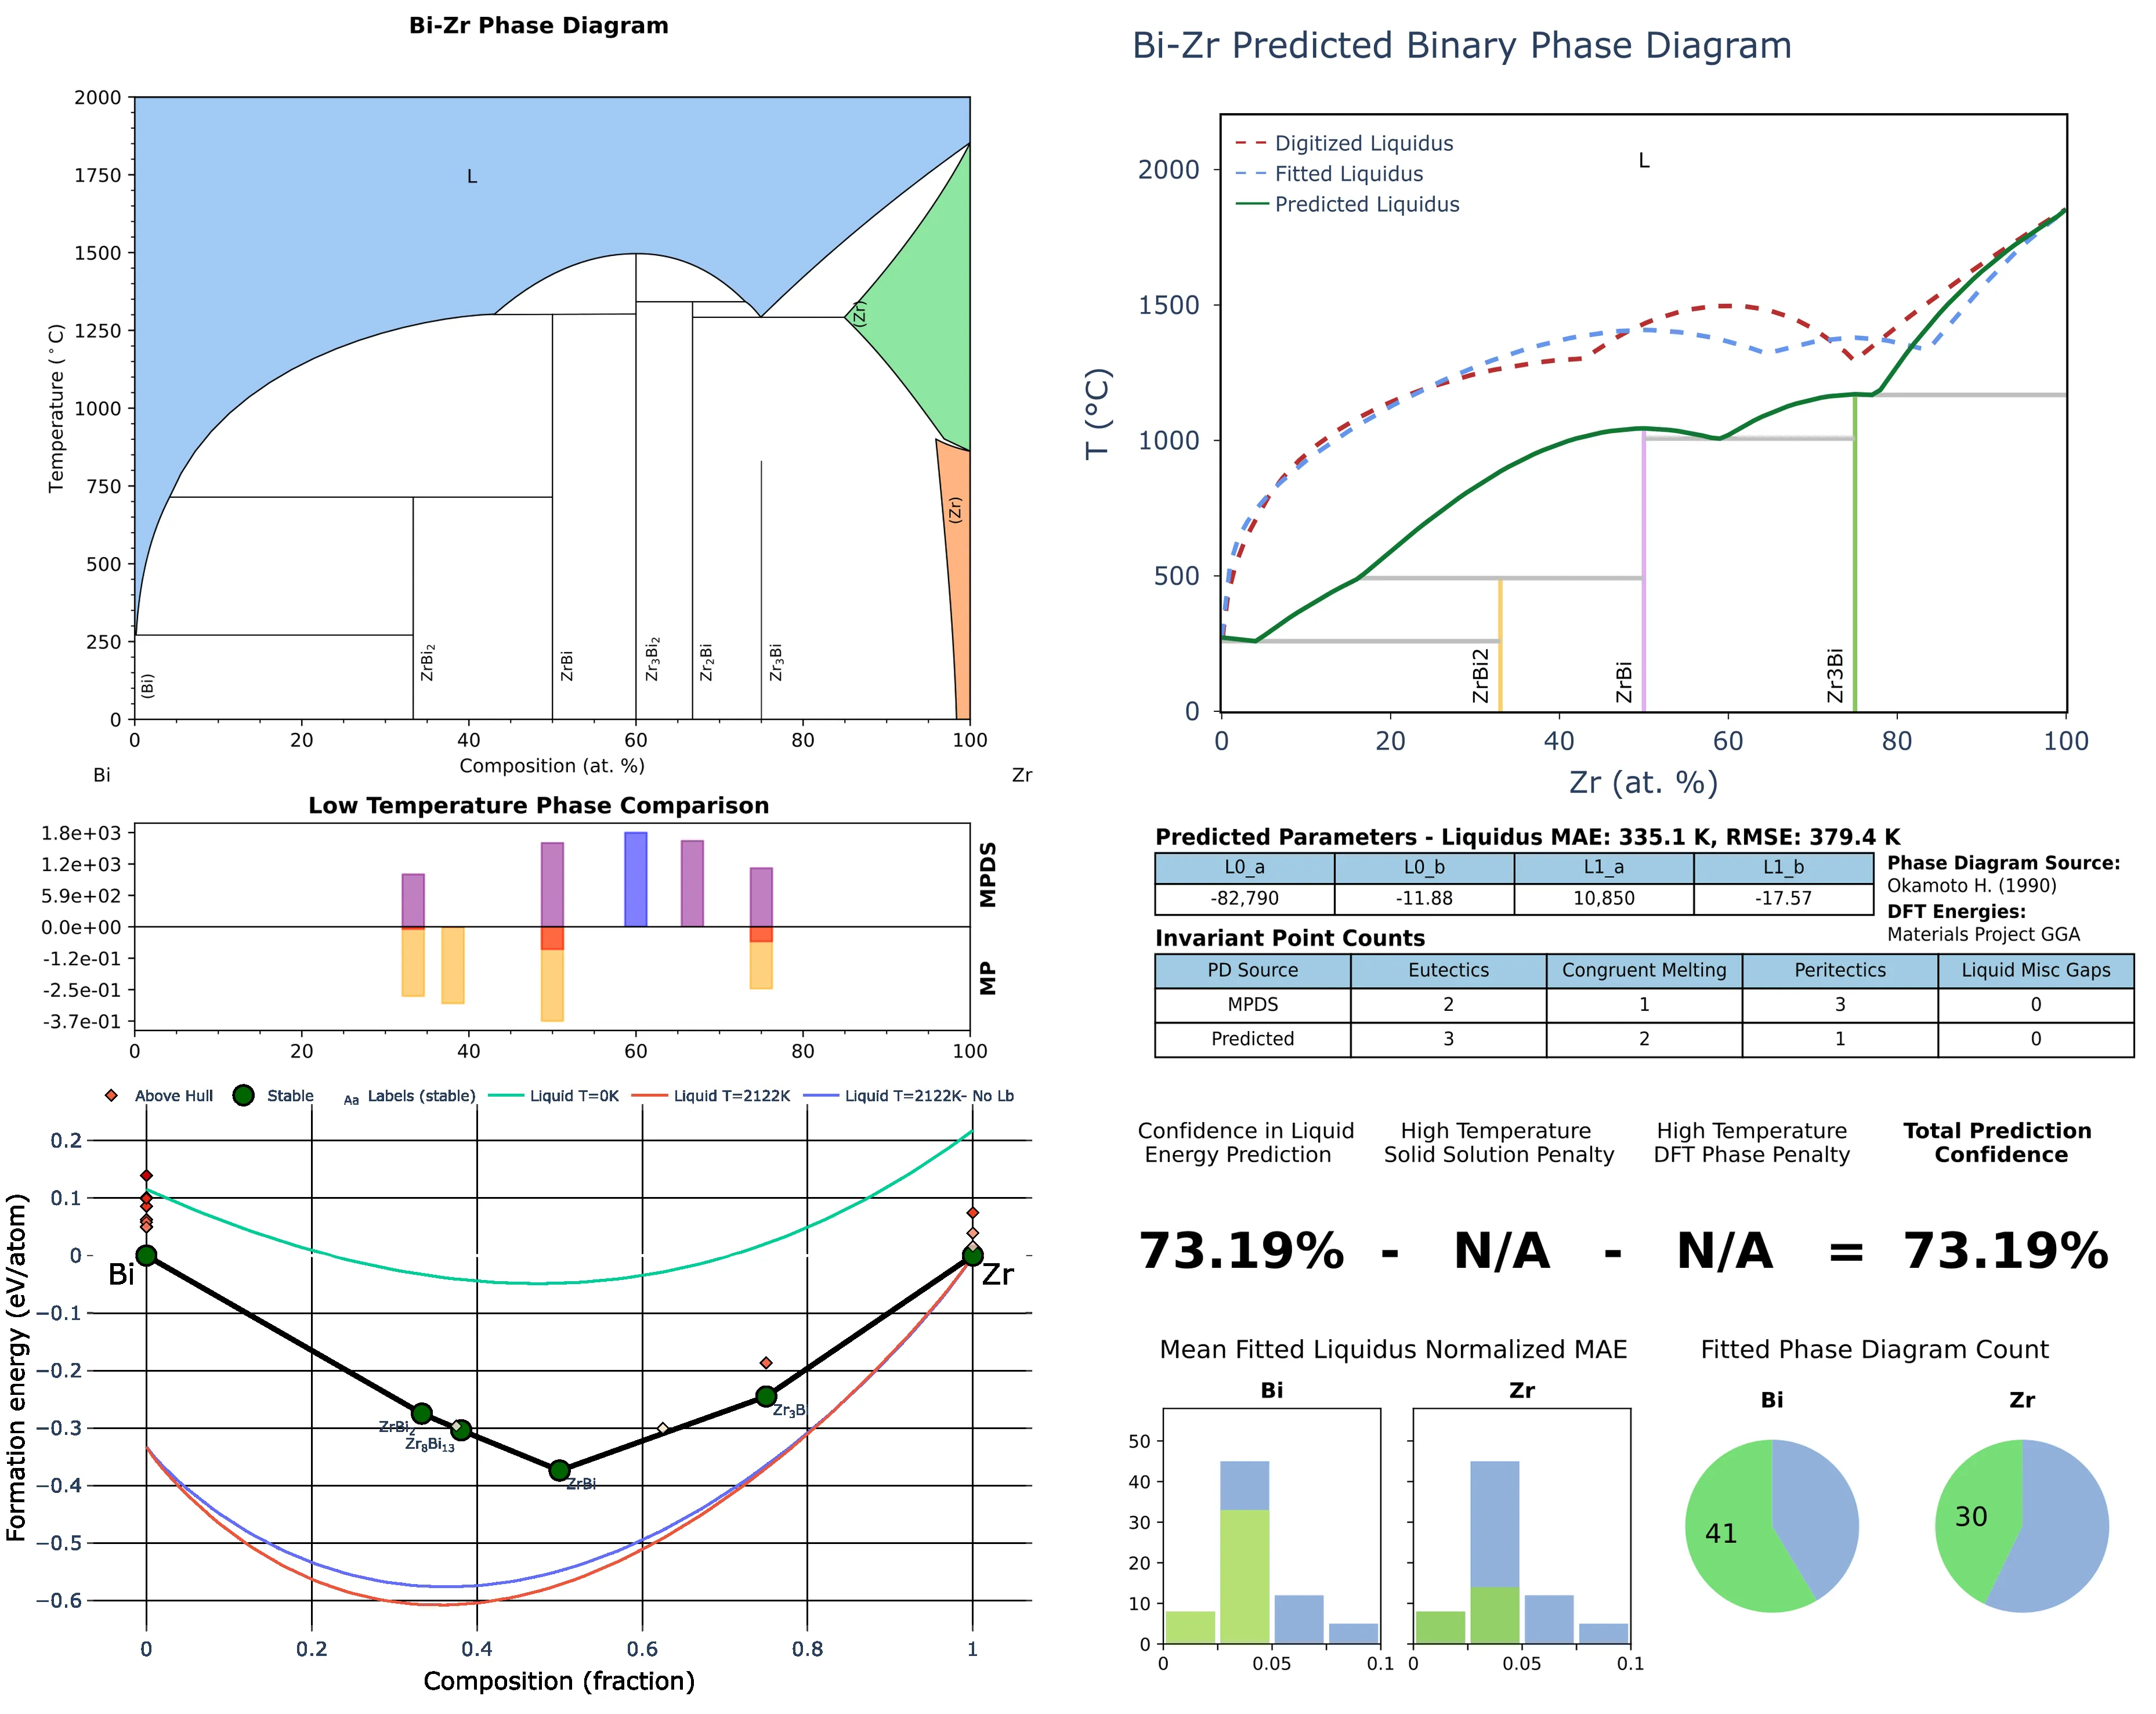 Bi-Zr Phase Diagram
2000
1750
1500
1250
1000
750
500
250
0
Temperature (°C)
L
(Zr)
(Zr)
(Bi)
ZrBi2
ZrBi
Zr3Bi2
Zr2Bi
Zr3Bi
0 20 40 60 80 100
Composition (at. %)
Bi Zr
Bi-Zr Predicted Binary Phase Diagram
Digitized Liquidus
Fitted Liquidus
Predicted Liquidus
L
2000
1500
1000
500
0
T (°C)
ZrBi2
ZrBi
Zr3Bi
0 20 40 60 80 100
Zr (at. %)
Low Temperature Phase Comparison
1.8e+03
1.2e+03
5.9e+02
0.0e+00
-1.2e-01
-2.5e-01
-3.7e-01
MPDS
MP
0 20 40 60 80 100
Predicted Parameters - Liquidus MAE: 335.1 K, RMSE: 379.4 K
L0_a L0_b L1_a L1_b
-82,790 -11.88 10,850 -17.57
Phase Diagram Source:
Okamoto H. (1990)
DFT Energies:
Materials Project GGA
Invariant Point Counts
PD Source Eutectics Congruent Melting Peritectics Liquid Misc Gaps
MPDS 2 1 3 0
Predicted 3 2 1 0
Above Hull Stable Aa Labels (stable) Liquid T=0K Liquid T=2122K Liquid T=2122K- No Lb
0.2
0.1
0
−0.1
−0.2
−0.3
−0.4
−0.5
−0.6
Formation energy (eV/atom)
Bi
Zr
ZrBi2
Zr8Bi13
ZrBi
Zr3B
0 0.2 0.4 0.6 0.8 1
Composition (fraction)
Confidence in Liquid
Energy Prediction
High Temperature
Solid Solution Penalty
High Temperature
DFT Phase Penalty
Total Prediction
Confidence
73.19% - N/A - N/A = 73.19%
Mean Fitted Liquidus Normalized MAE
Bi Zr
50
40
30
20
10
0
0 0.05 0.1
0 0.05 0.1
Fitted Phase Diagram Count
Bi Zr
41
30